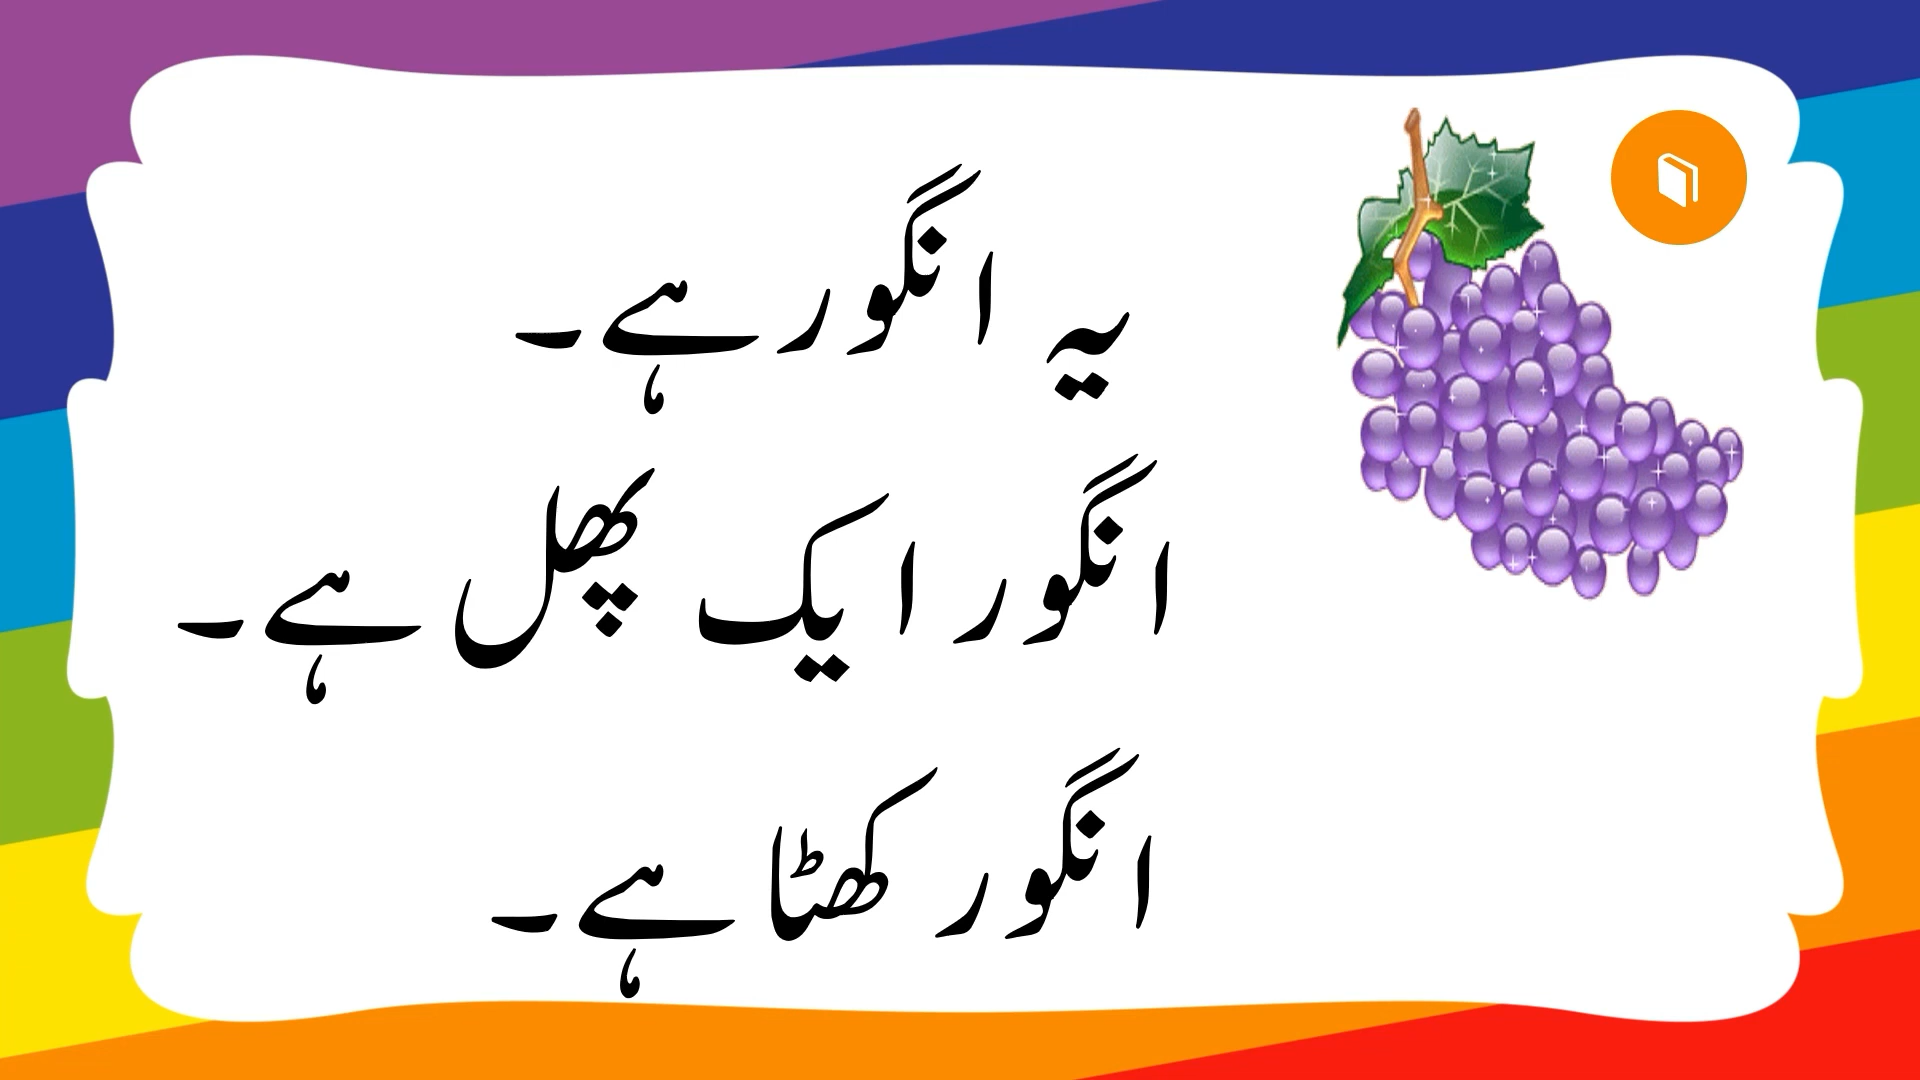 یہ انگور ہے۔
انگور ایک پھل ہے۔
انگور کھٹا ہے۔